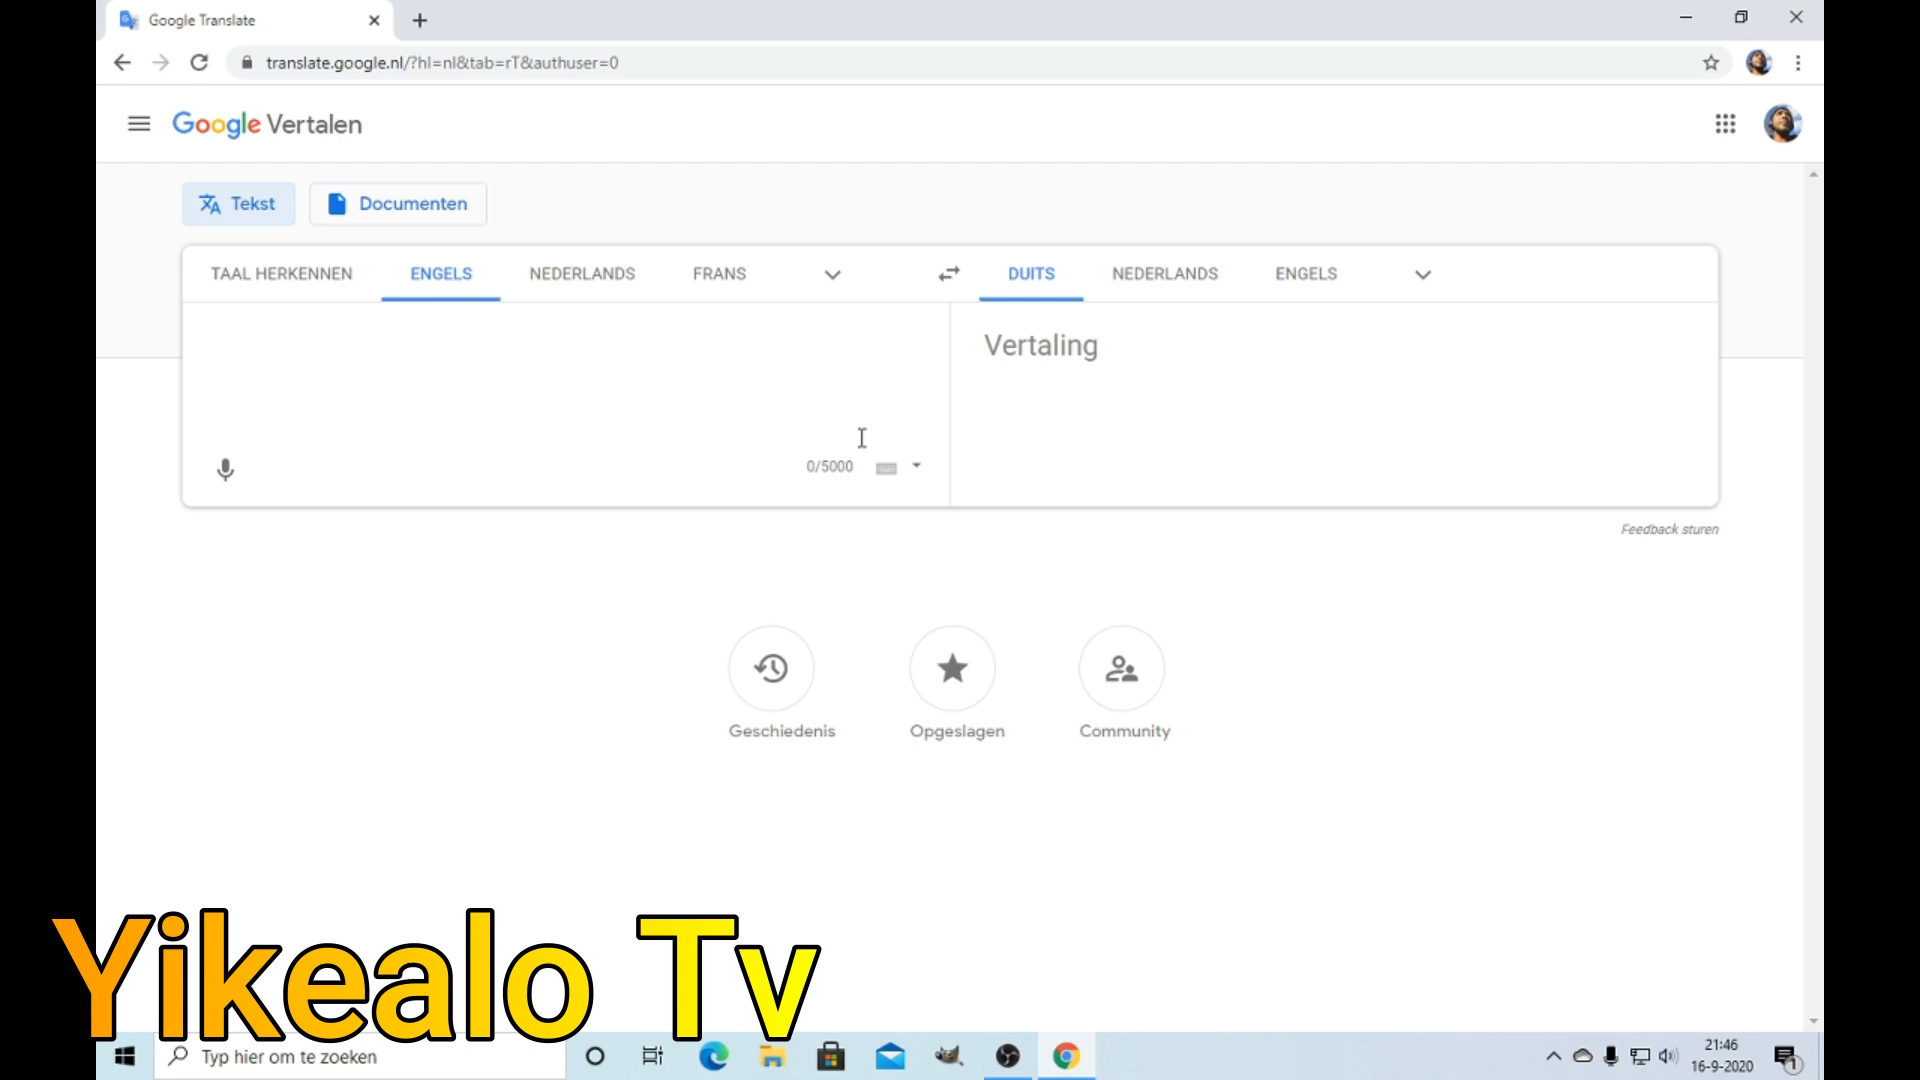 Google Translate
translate.google.nl/?hl=nl&tab=rT&authuser=0
Google Vertalen
Tekst
Documenten
TAAL HERKENNEN ENGELS NEDERLANDS FRANS
DUITS NEDERLANDS ENGELS
Vertaling
0/5000
Feedback sturen
Geschiedenis
Opgeslagen
Community
Yikealo Tv
Typ hier om te zoeken
21:46
16-9-2020
1